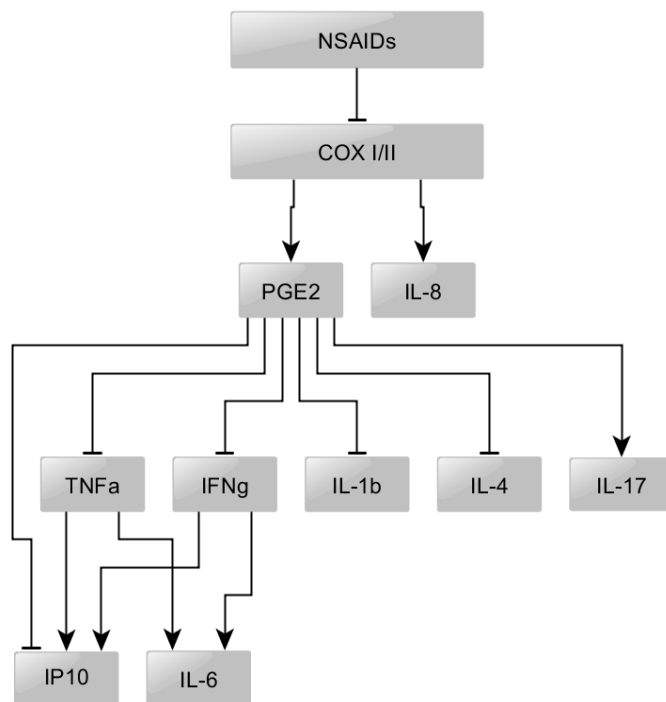 NSAIDs
COX I/II
PGE2
IL-8
TNFa
IFNg
IL-1b
IL-4
IL-17
IP10
IL-6